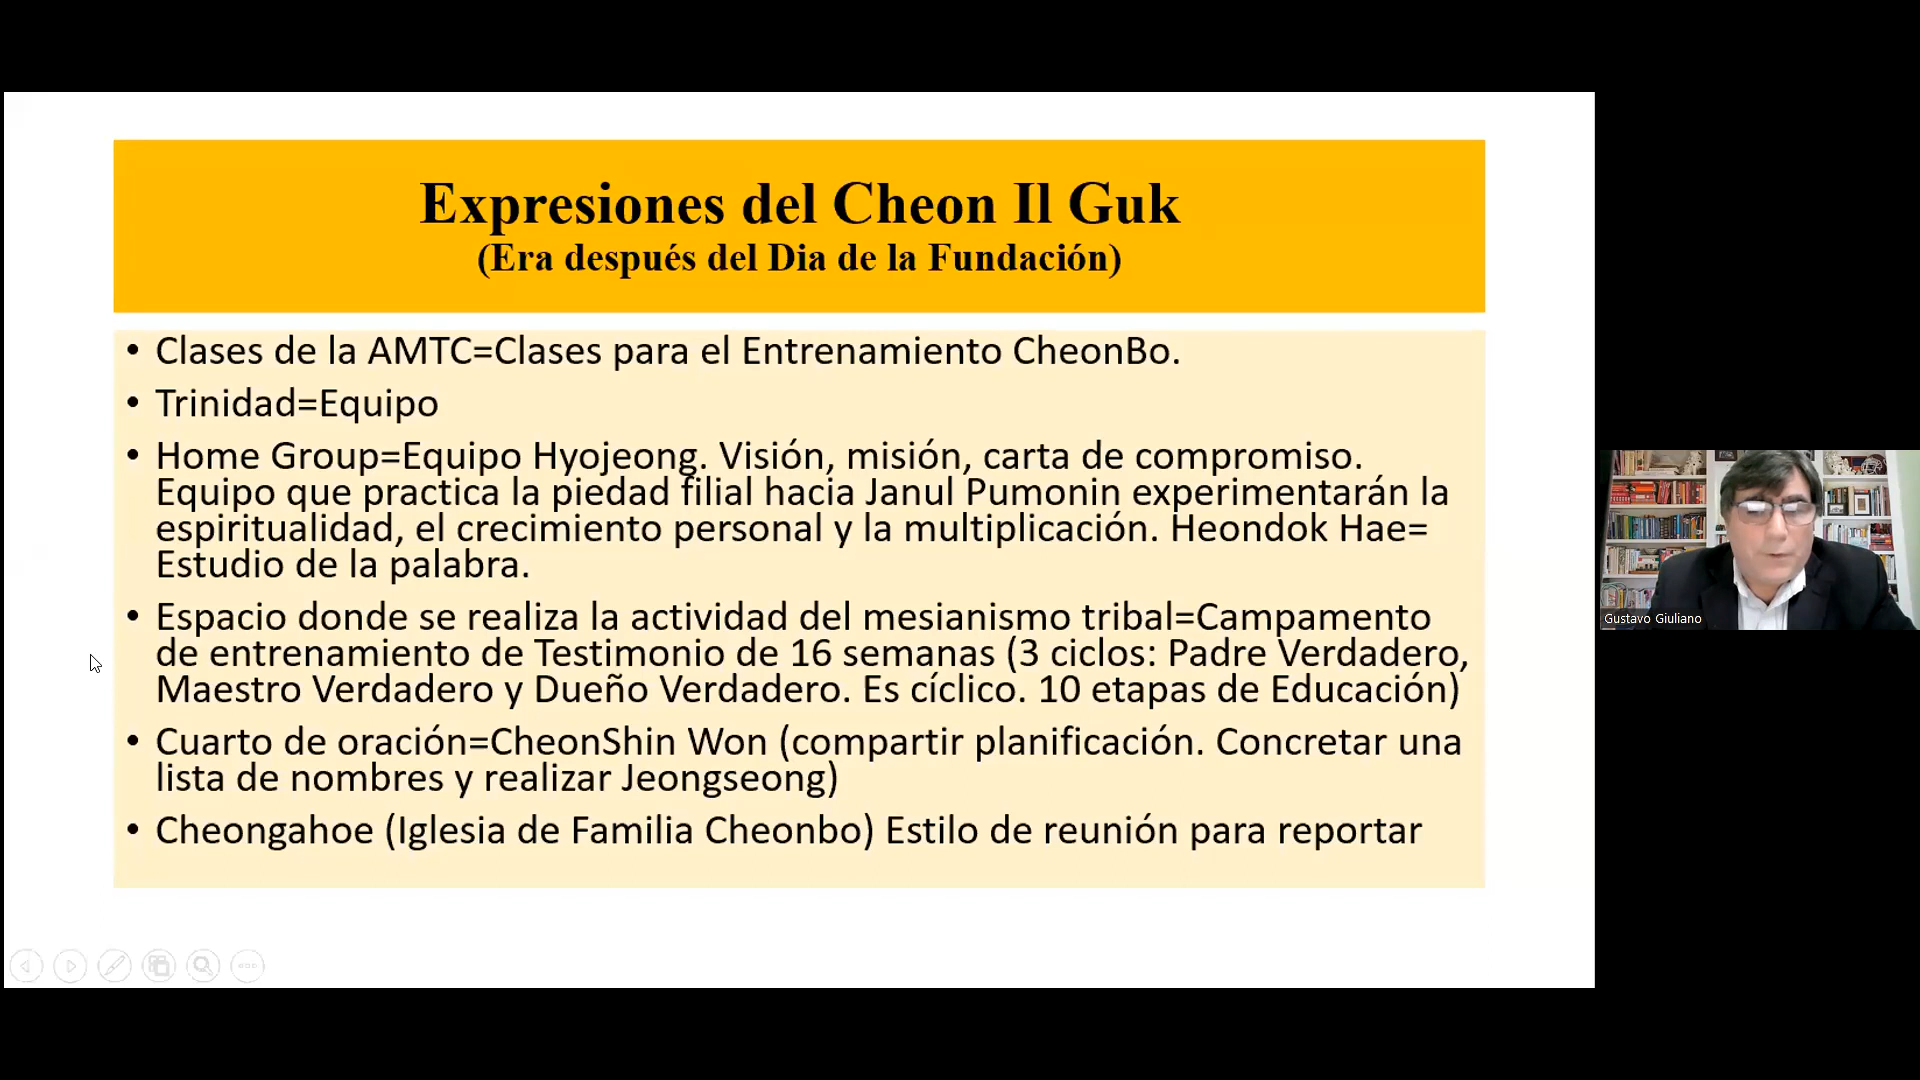 Expresiones del Cheon Il Guk
(Era después del Dia de la Fundación)
• Clases de la AMTC=Clases para el Entrenamiento CheonBo.
• Trinidad=Equipo
• Home Group=Equipo Hyojeong. Visión, misión, carta de compromiso.
Equipo que practica la piedad filial hacia Janul Pumonin experimentarán la
espiritualidad, el crecimiento personal y la multiplicación. Heondok Hae=
Estudio de la palabra.
• Espacio donde se realiza la actividad del mesianismo tribal=Campamento
de entrenamiento de Testimonio de 16 semanas (3 ciclos: Padre Verdadero,
Maestro Verdadero y Dueño Verdadero. Es cíclico. 10 etapas de Educación)
• Cuarto de oración=CheonShin Won (compartir planificación. Concretar una
lista de nombres y realizar Jeongseong)
• Cheongahoe (Iglesia de Familia Cheonbo) Estilo de reunión para reportar
Gustavo Giuliano